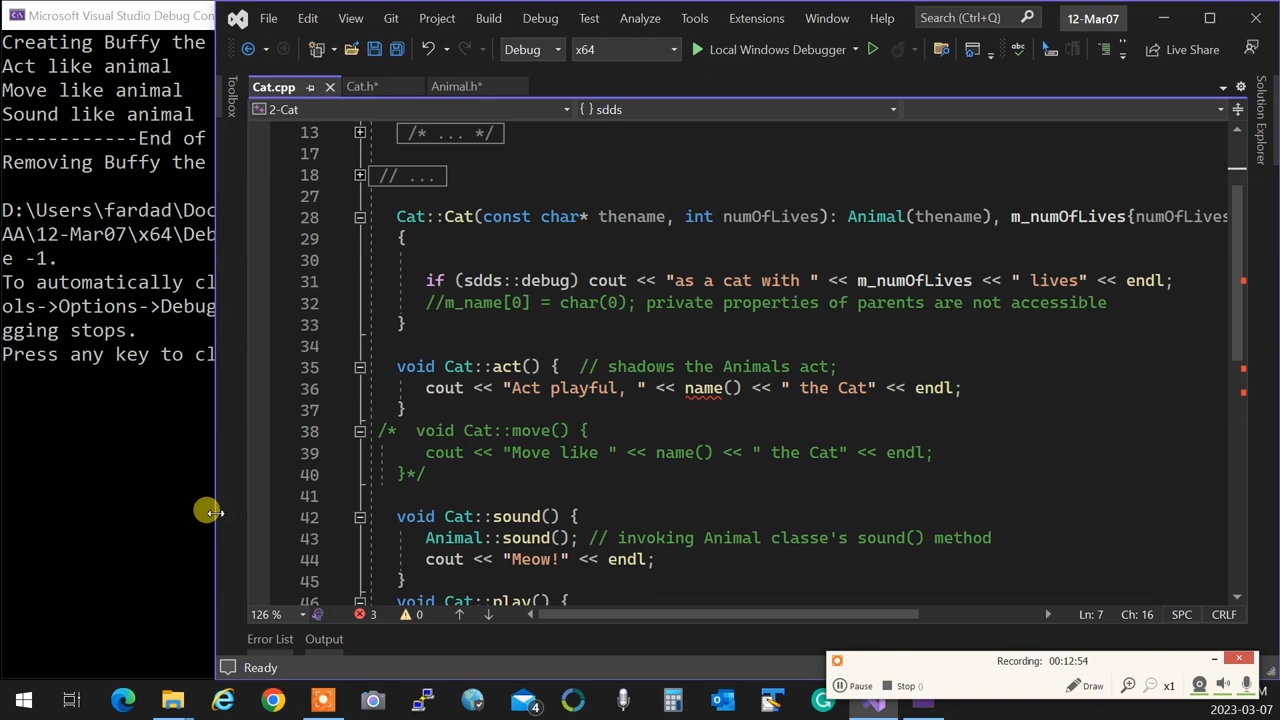 Microsoft Visual Studio Debug Con
Creating Buffy the
Act like animal
Move like animal
Sound like animal
------------End of
Removing Buffy the
D:\Users\fardad\Doc
AA\12-Mar07\x64\Deb
e -1.
To automatically cl
ols->Options->Debug
gging stops.
Press any key to cl
File Edit View Git Project Build Debug Test Analyze Tools Extensions Window Help Search (Ctrl+Q) 12-Mar07
Debug x64 Local Windows Debugger Live Share
Toolbox
Cat.cpp Cat.h* Animal.h*
2-Cat {} sdds
13 /* ... */
17
18 // ...
27
28 Cat::Cat(const char* thename, int numOfLives): Animal(thename), m_numOfLives{numOfLives
29 {
30
31 if (sdds::debug) cout << "as a cat with " << m_numOfLives << " lives" << endl;
32 //m_name[0] = char(0); private properties of parents are not accessible
33 }
34
35 void Cat::act() { // shadows the Animals act;
36 cout << "Act playful, " << name() << " the Cat" << endl;
37 }
38 /* void Cat::move() {
39 cout << "Move like " << name() << " the Cat" << endl;
40 }*/
41
42 void Cat::sound() {
43 Animal::sound(); // invoking Animal classe's sound() method
44 cout << "Meow!" << endl;
45 }
46 void Cat::play() {
Solution Explorer
126 % 3 0 Ln: 7 Ch: 16 SPC CRLF
Error List Output
Ready
Recording: 00:12:54
Pause Stop () Draw x1
4
2023-03-07